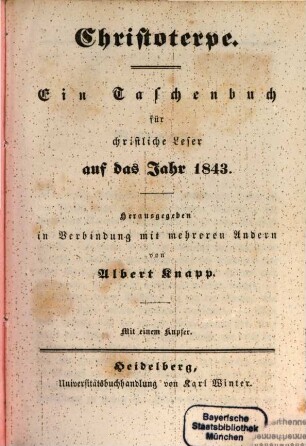 Christoterpe.
Ein Taschenbuch
für
christliche Leser
auf das Jahr 1843.
Herausgegeben
in Verbindung mit mehreren Andern
von
Albert Knapp.
Mit einem Kupfer.
Heidelberg,
Universitätsbuchhandlung von Karl Winter.
Bayerische
Staatsbibliothek
München